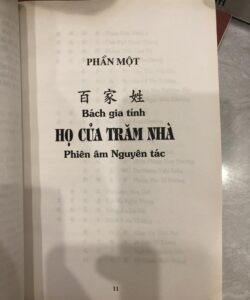 PHẦN MỘT
百家姓
Bách gia tính
HỌ CỦA TRĂM NHÀ
Phiên âm Nguyên tác
11